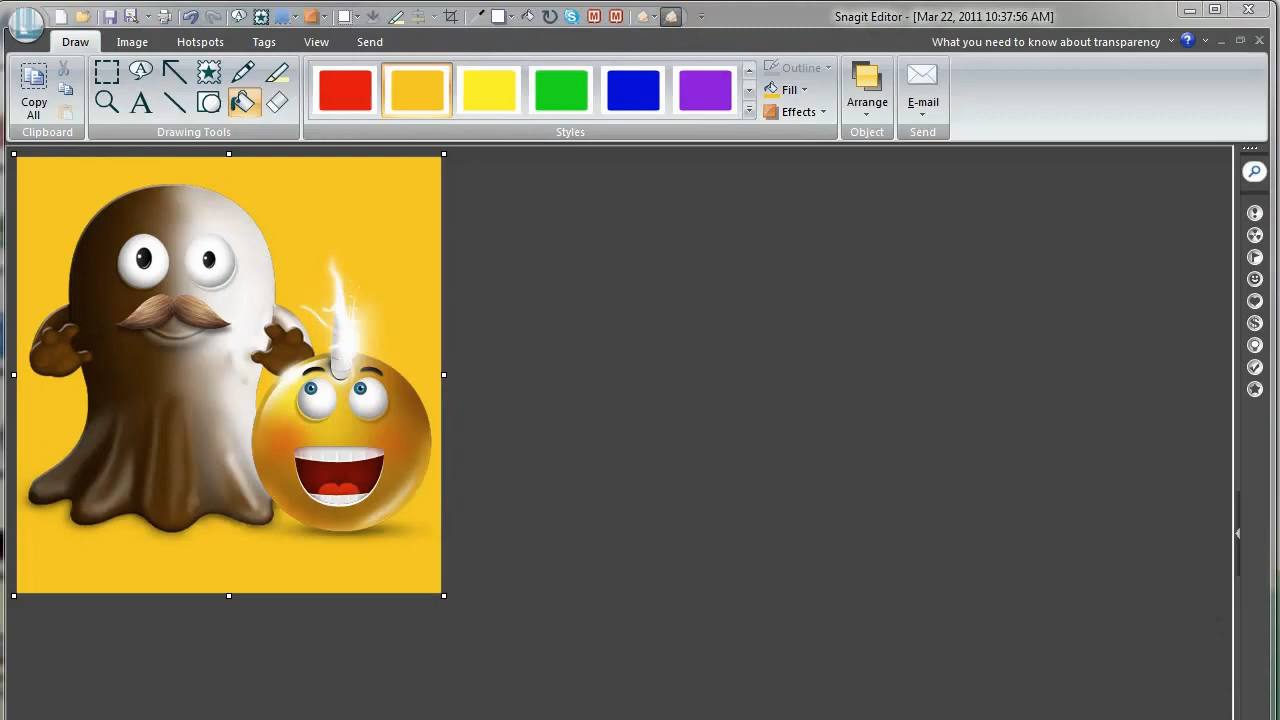 Snagit Editor - [Mar 22, 2011 10:37:56 AM]
Draw Image Hotspots Tags View Send What you need to know about transparency
Copy
All
Clipboard
Drawing Tools
Styles
Outline
Fill
Effects
Arrange
Object
E-mail
Send